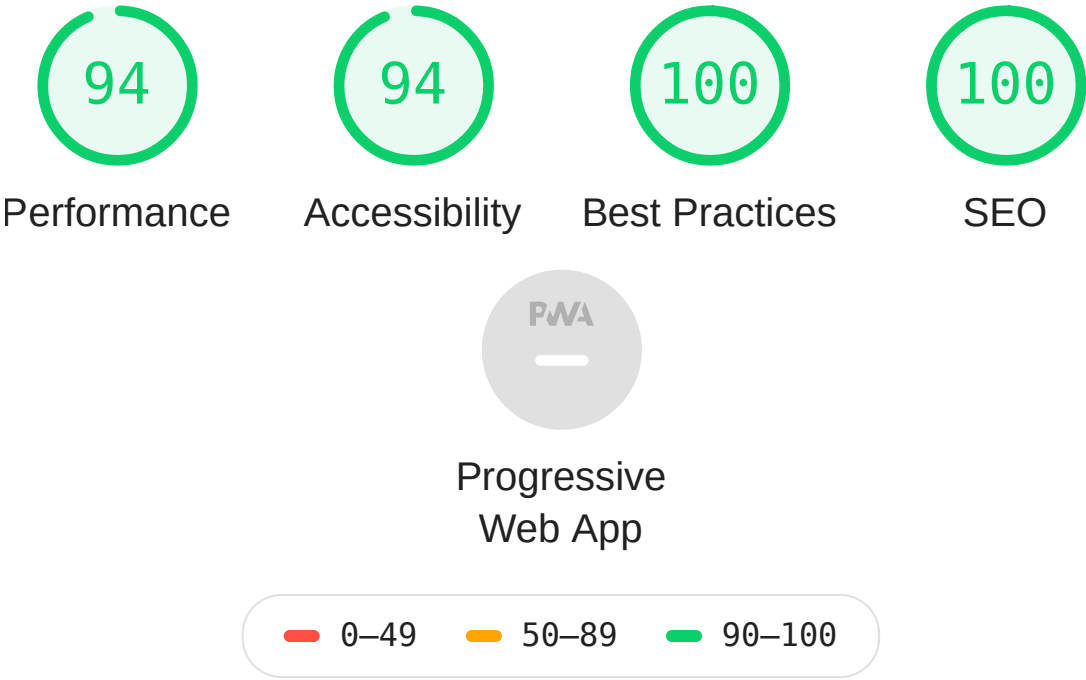 94 94 100 100
Performance Accessibility Best Practices SEO
PWA
Progressive
Web App
0–49 50–89 90–100